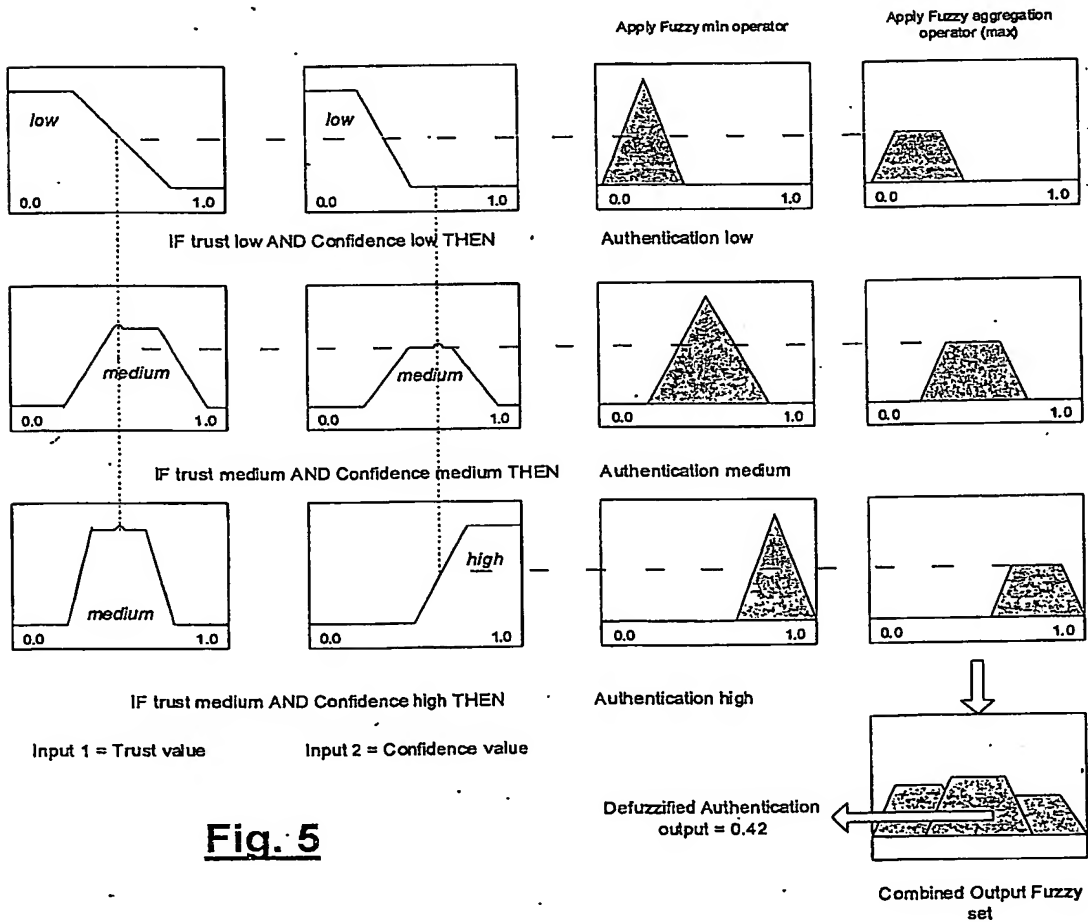 Apply Fuzzy min operator
Apply Fuzzy aggregation
operator (max)
low
0.0 1.0
low
0.0 1.0
0.0 1.0
0.0 1.0
IF trust low AND Confidence low THEN Authentication low
medium
0.0 1.0
medium
0.0 1.0
0.0 1.0
0.0 1.0
IF trust medium AND Confidence medium THEN Authentication medium
medium
0.0 1.0
high
0.0 1.0
0.0 1.0
0.0 1.0
IF trust medium AND Confidence high THEN Authentication high
Input 1 = Trust value
Input 2 = Confidence value
Defuzzified Authentication
output = 0.42
Fig. 5
Combined Output Fuzzy
set